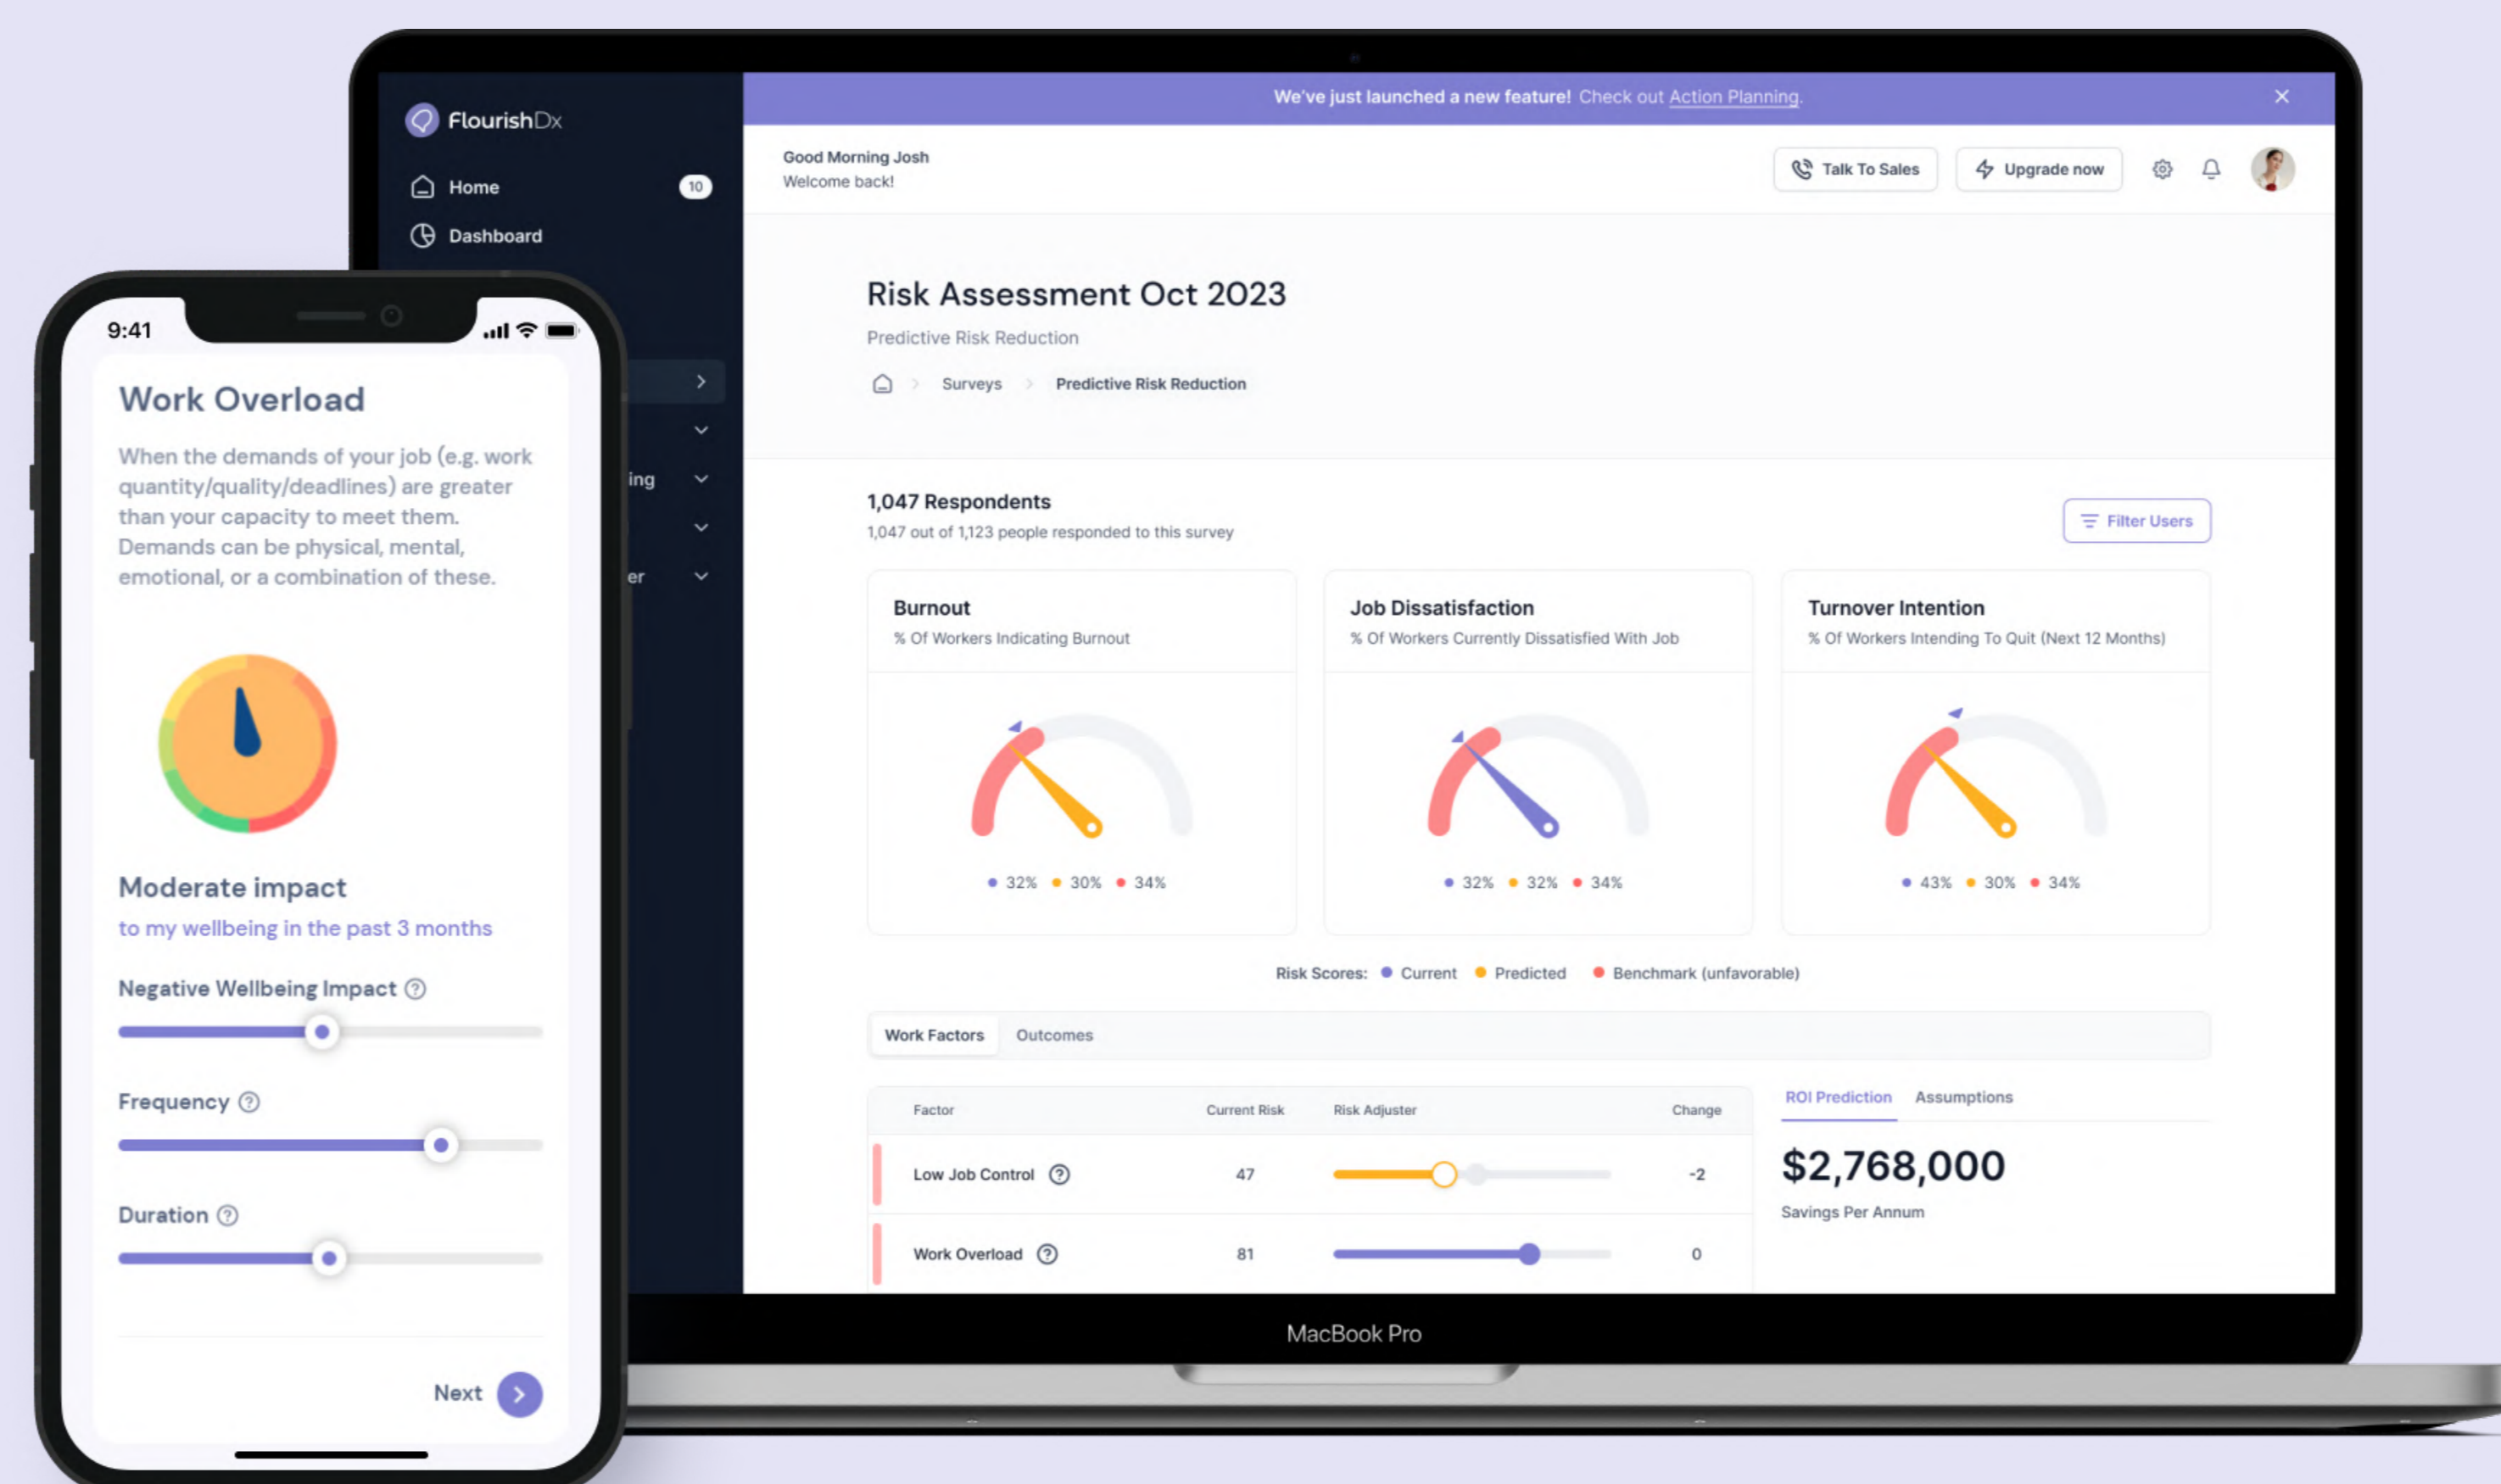 FlourishDx
Home
10
Dashboard
ing
er
We've just launched a new feature! Check out Action Planning.
Good Morning Josh
Welcome back!
Talk To Sales
Upgrade now
Risk Assessment Oct 2023
Predictive Risk Reduction
Surveys
Predictive Risk Reduction
1,047 Respondents
1,047 out of 1,123 people responded to this survey
Filter Users
Burnout
% Of Workers Indicating Burnout
32% 30% 34%
Job Dissatisfaction
% Of Workers Currently Dissatisfied With Job
32% 32% 34%
Turnover Intention
% Of Workers Intending To Quit (Next 12 Months)
43% 30% 34%
Risk Scores: Current Predicted Benchmark (unfavorable)
Work Factors Outcomes
Factor Current Risk Risk Adjuster Change
Low Job Control ? 47 -2
Work Overload ? 81 0
ROI Prediction Assumptions
$2,768,000
Savings Per Annum
MacBook Pro
9:41
Work Overload
When the demands of your job (e.g. work
quantity/quality/deadlines) are greater
than your capacity to meet them.
Demands can be physical, mental,
emotional, or a combination of these.
Moderate impact
to my wellbeing in the past 3 months
Negative Wellbeing Impact ?
Frequency ?
Duration ?
Next